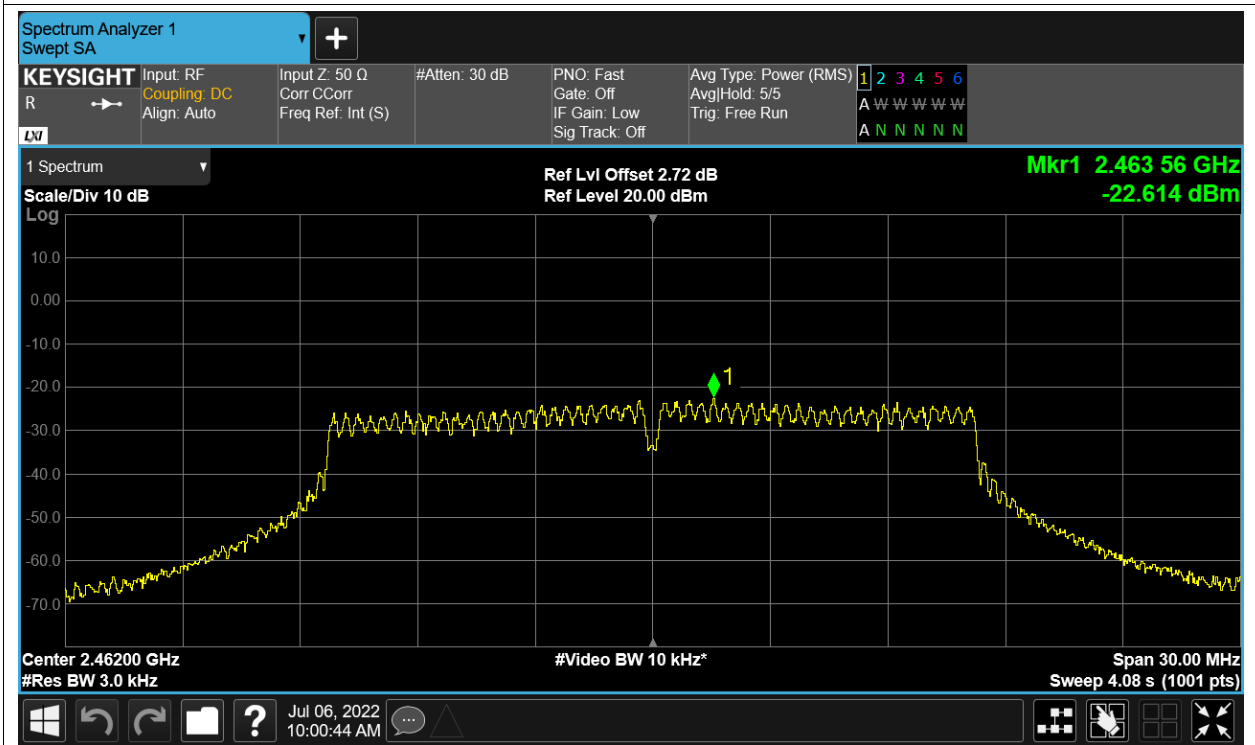 Spectrum Analyzer 1
Swept SA
KEYSIGHT
R
LXI
Input: RF
Coupling: DC
Align: Auto
Input Z: 50 Ω
Corr CCorr
Freq Ref: Int (S)
#Atten: 30 dB
PNO: Fast
Gate: Off
IF Gain: Low
Sig Track: Off
Avg Type: Power (RMS)
Avg|Hold: 5/5
Trig: Free Run
1 2 3 4 5 6
A W W W W W
A N N N N N
1 Spectrum
Scale/Div 10 dB
Log
Ref Lvl Offset 2.72 dB
Ref Level 20.00 dBm
Mkr1 2.463 56 GHz
-22.614 dBm
10.0
0.00
-10.0
-20.0
-30.0
-40.0
-50.0
-60.0
-70.0
1
Center 2.46200 GHz
#Res BW 3.0 kHz
#Video BW 10 kHz*
Span 30.00 MHz
Sweep 4.08 s (1001 pts)
?
Jul 06, 2022
10:00:44 AM